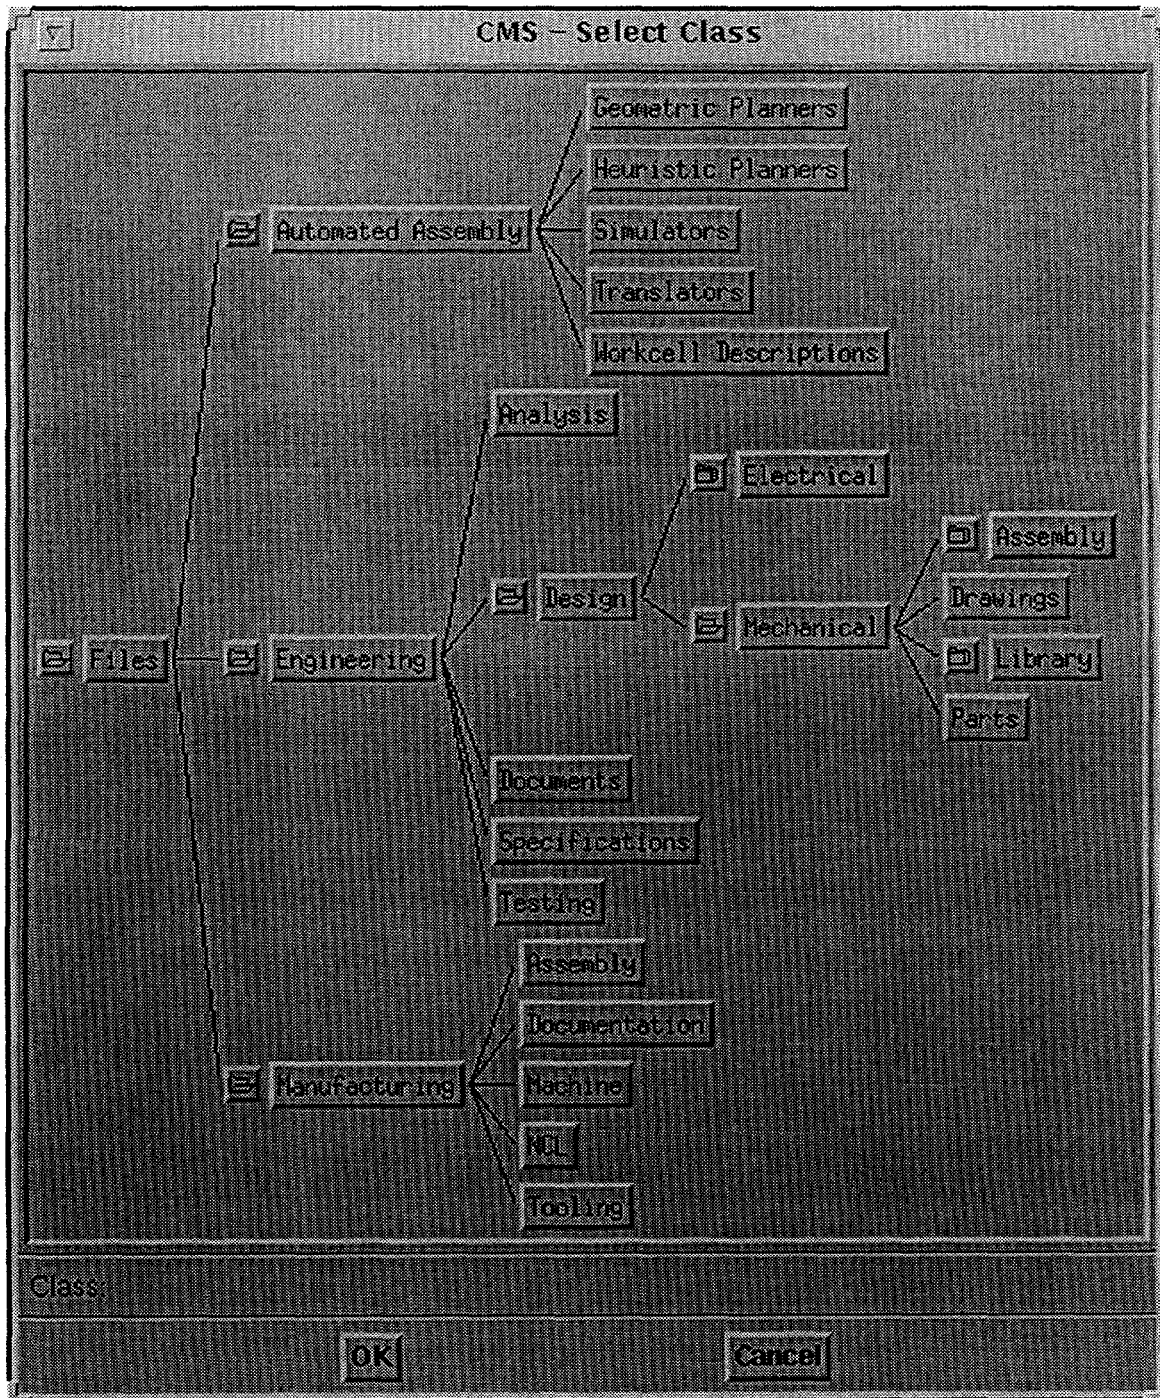 CMS – Select Class
Geometric Planners
Heuristic Planners
Automated Assembly
Simulators
Translators
Workcell Descriptions
Analysis
Electrical
Assembly
Design
Drawings
Mechanical
Files
Engineering
Library
Parts
Documents
Specifications
Testing
Assembly
Documentation
Manufacturing
Machine
NCL
Tooling
Class:
OK
Cancel